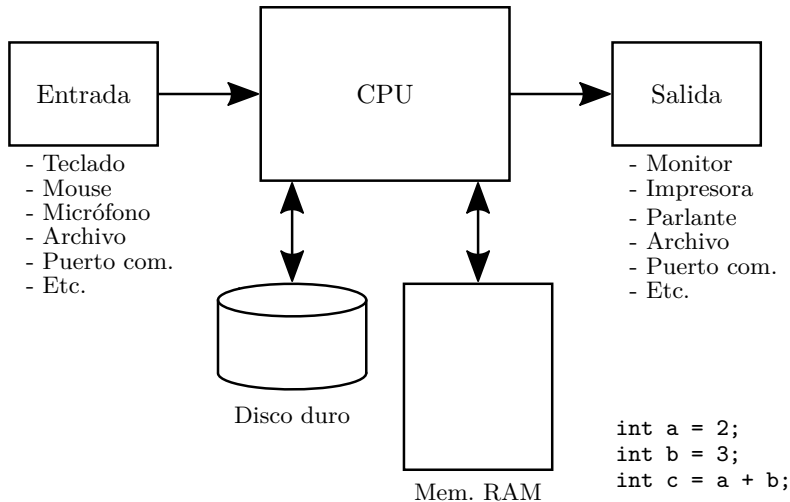 Entrada
CPU
Salida
- Teclado
- Mouse
- Micrófono
- Archivo
- Puerto com.
- Etc.
- Monitor
- Impresora
- Parlante
- Archivo
- Puerto com.
- Etc.
Disco duro
Mem. RAM
int a = 2;
int b = 3;
int c = a + b;